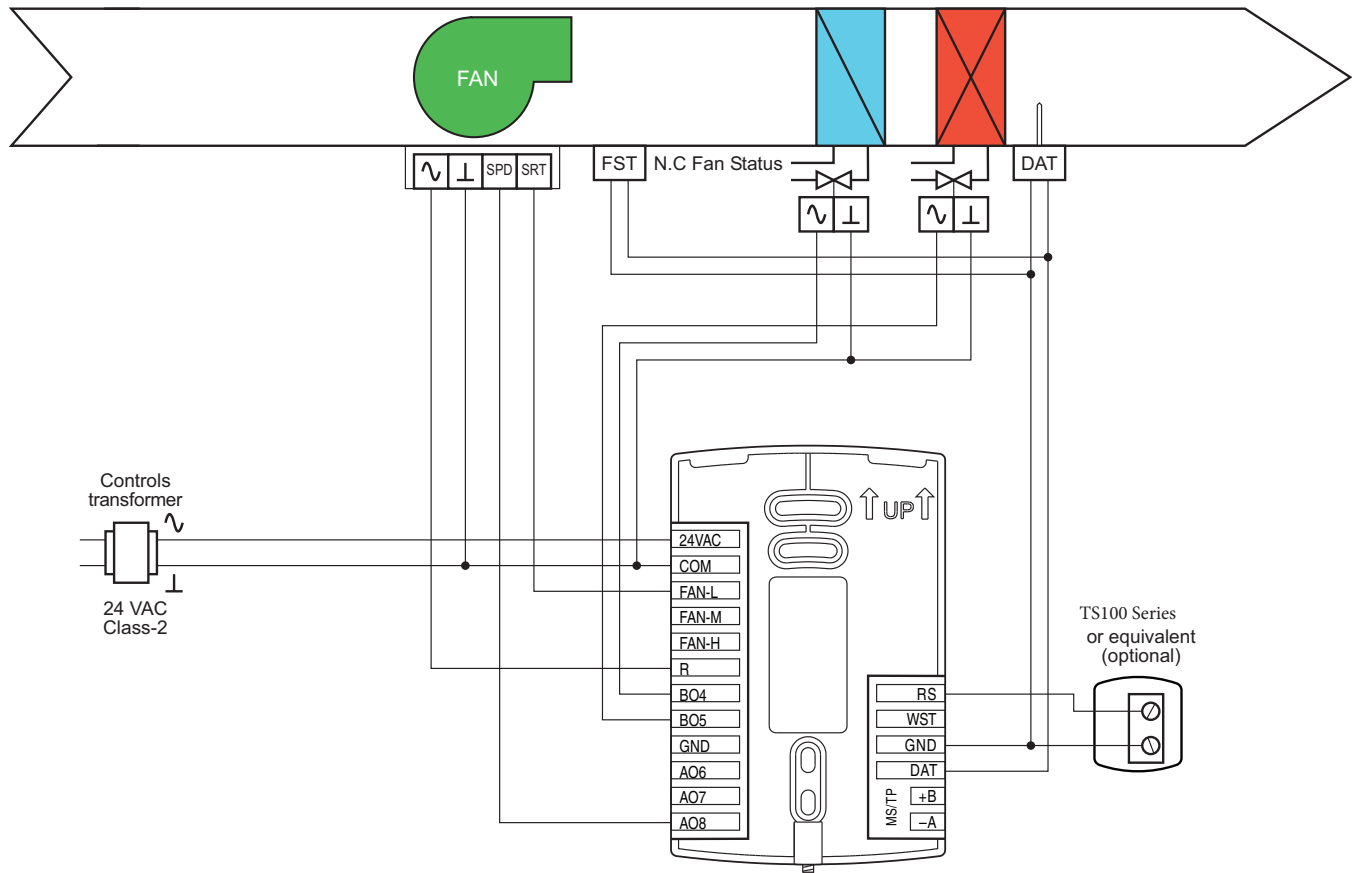 FAN
SPD
SRT
FST
N.C Fan Status
DAT
Controls
transformer
24 VAC
Class-2
UP
24VAC
COM
FAN-L
FAN-M
FAN-H
R
BO4
BO5
GND
AO6
AO7
AO8
RS
WST
GND
DAT
MS/TP
+B
–A
TS100 Series
or equivalent
(optional)